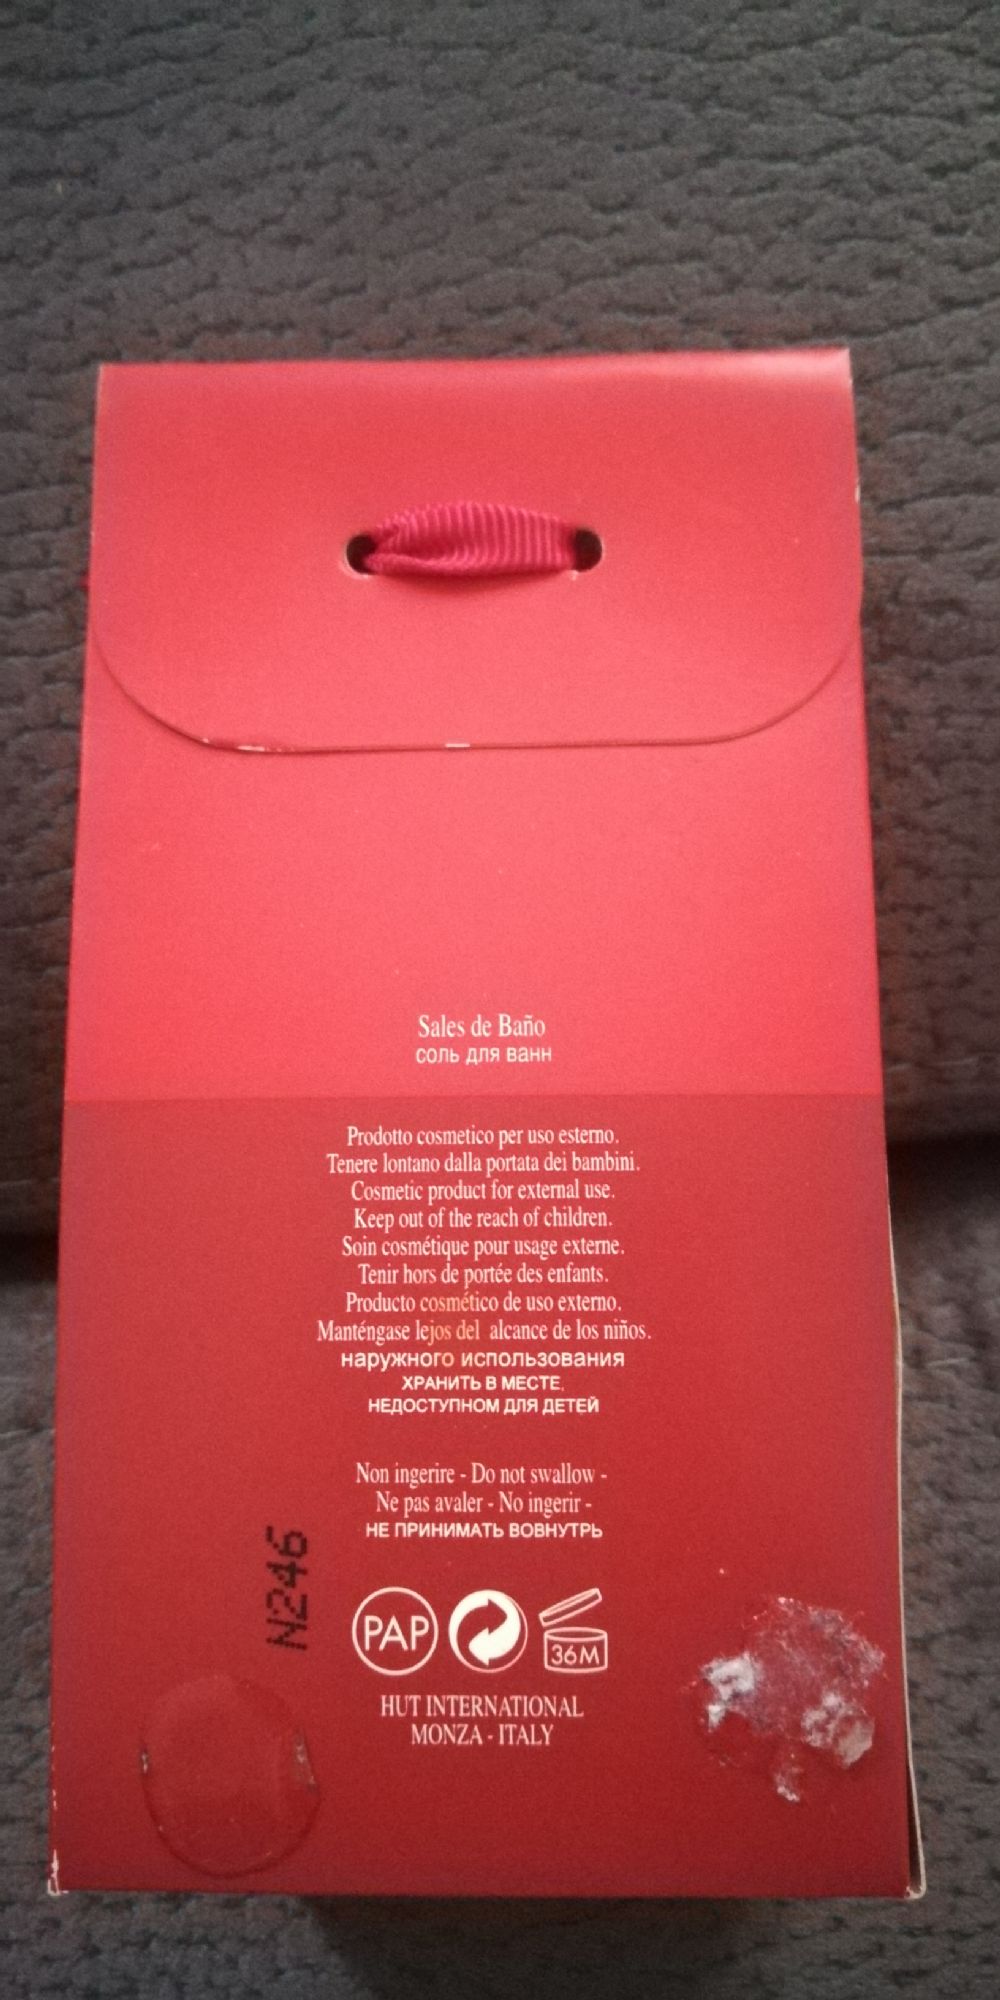 Sales de Baño
соль для ванн
Prodotto cosmetico per uso esterno.
Tenere lontano dalla portata dei bambini.
Cosmetic product for external use.
Keep out of the reach of children.
Soin cosmétique pour usage externe.
Tenir hors de portée des enfants.
Producto cosmético de uso externo.
Manténgase lejos del alcance de los niños.
наружного использования
ХРАНИТЬ В МЕСТЕ,
НЕДОСТУПНОМ ДЛЯ ДЕТЕЙ
Non ingerire - Do not swallow -
Ne pas avaler - No ingerir -
НЕ ПРИНИМАТЬ ВОВНУТРЬ
N246
PAP
36M
HUT INTERNATIONAL
MONZA - ITALY